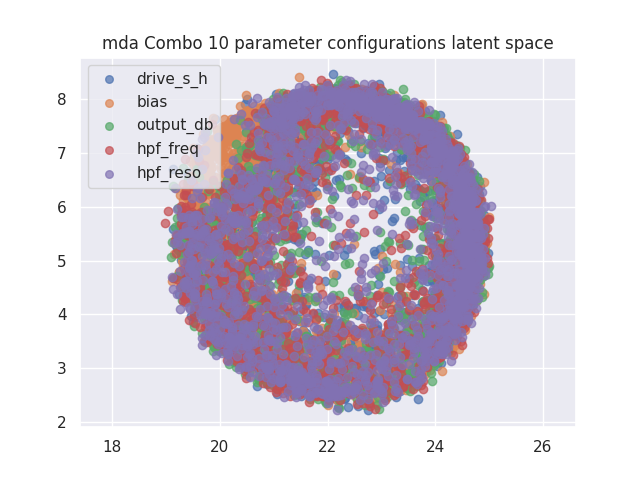 mda Combo 10 parameter configurations latent space
drive_s_h
bias
output_db
hpf_freq
hpf_reso
8
7
6
5
4
3
2
18 20 22 24 26